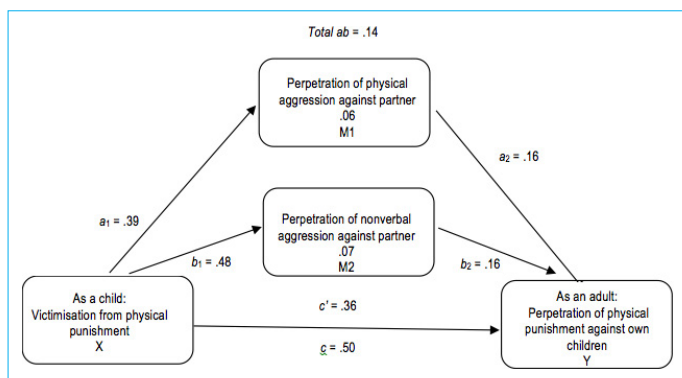 Total ab = .14
Perpetration of physical
aggression against partner
.06
M1
a2 = .16
a1 = .39
Perpetration of nonverbal
aggression against partner
.07
M2
b1 = .48
b2 = .16
As a child:
Victimisation from physical
punishment
X
c' = .36
c = .50
As an adult:
Perpetration of physical
punishment against own
children
Y